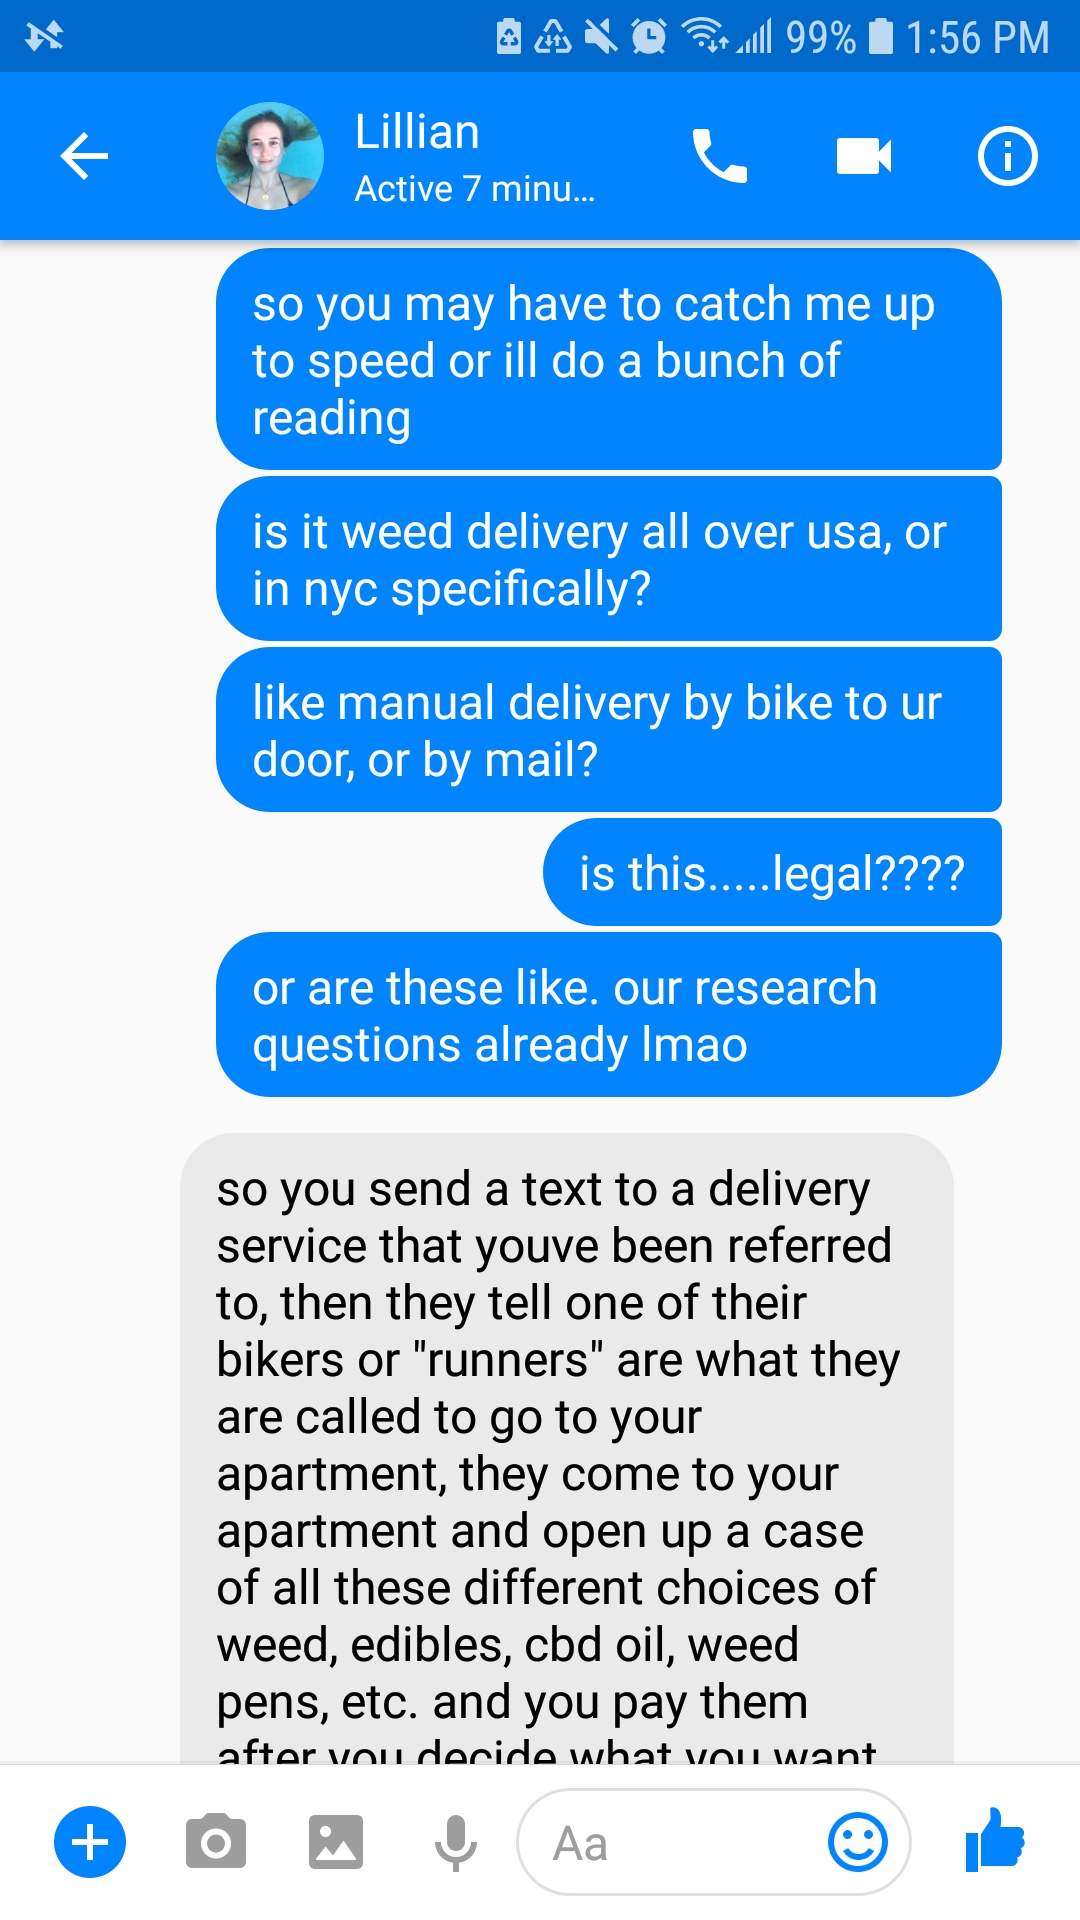 99% 1:56 PM
Lillian
Active 7 minu...
so you may have to catch me up
to speed or ill do a bunch of
reading
is it weed delivery all over usa, or
in nyc specifically?
like manual delivery by bike to ur
door, or by mail?
is this.....legal????
or are these like. our research
questions already lmao
so you send a text to a delivery
service that youve been referred
to, then they tell one of their
bikers or "runners" are what they
are called to go to your
apartment, they come to your
apartment and open up a case
of all these different choices of
weed, edibles, cbd oil, weed
pens, etc. and you pay them
after you decide what you want
Aa